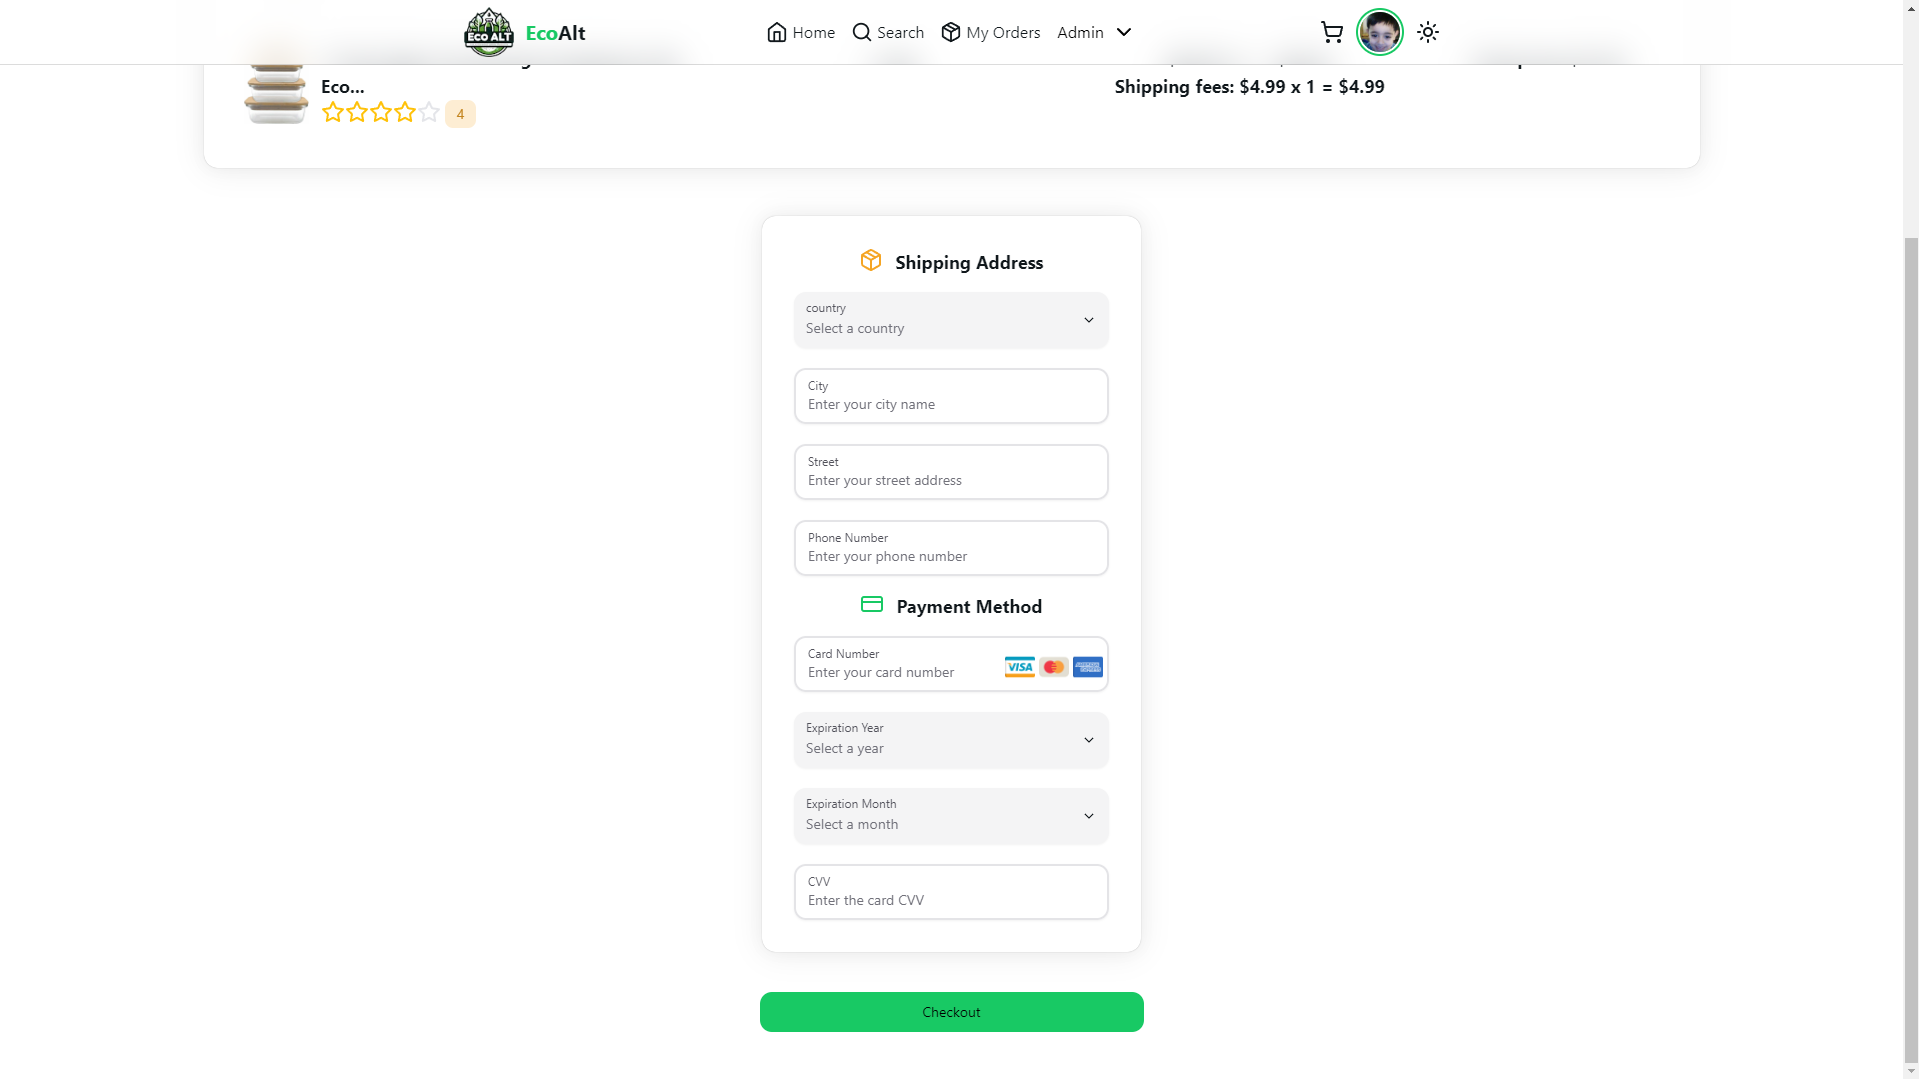 ECO ALT
EcoAlt
Home
Search
My Orders
Admin
Eco...
4
Shipping fees: $4.99 x 1 = $4.99
Shipping Address
country
Select a country
City
Enter your city name
Street
Enter your street address
Phone Number
Enter your phone number
Payment Method
Card Number
Enter your card number
VISA
Expiration Year
Select a year
Expiration Month
Select a month
CVV
Enter the card CVV
Checkout